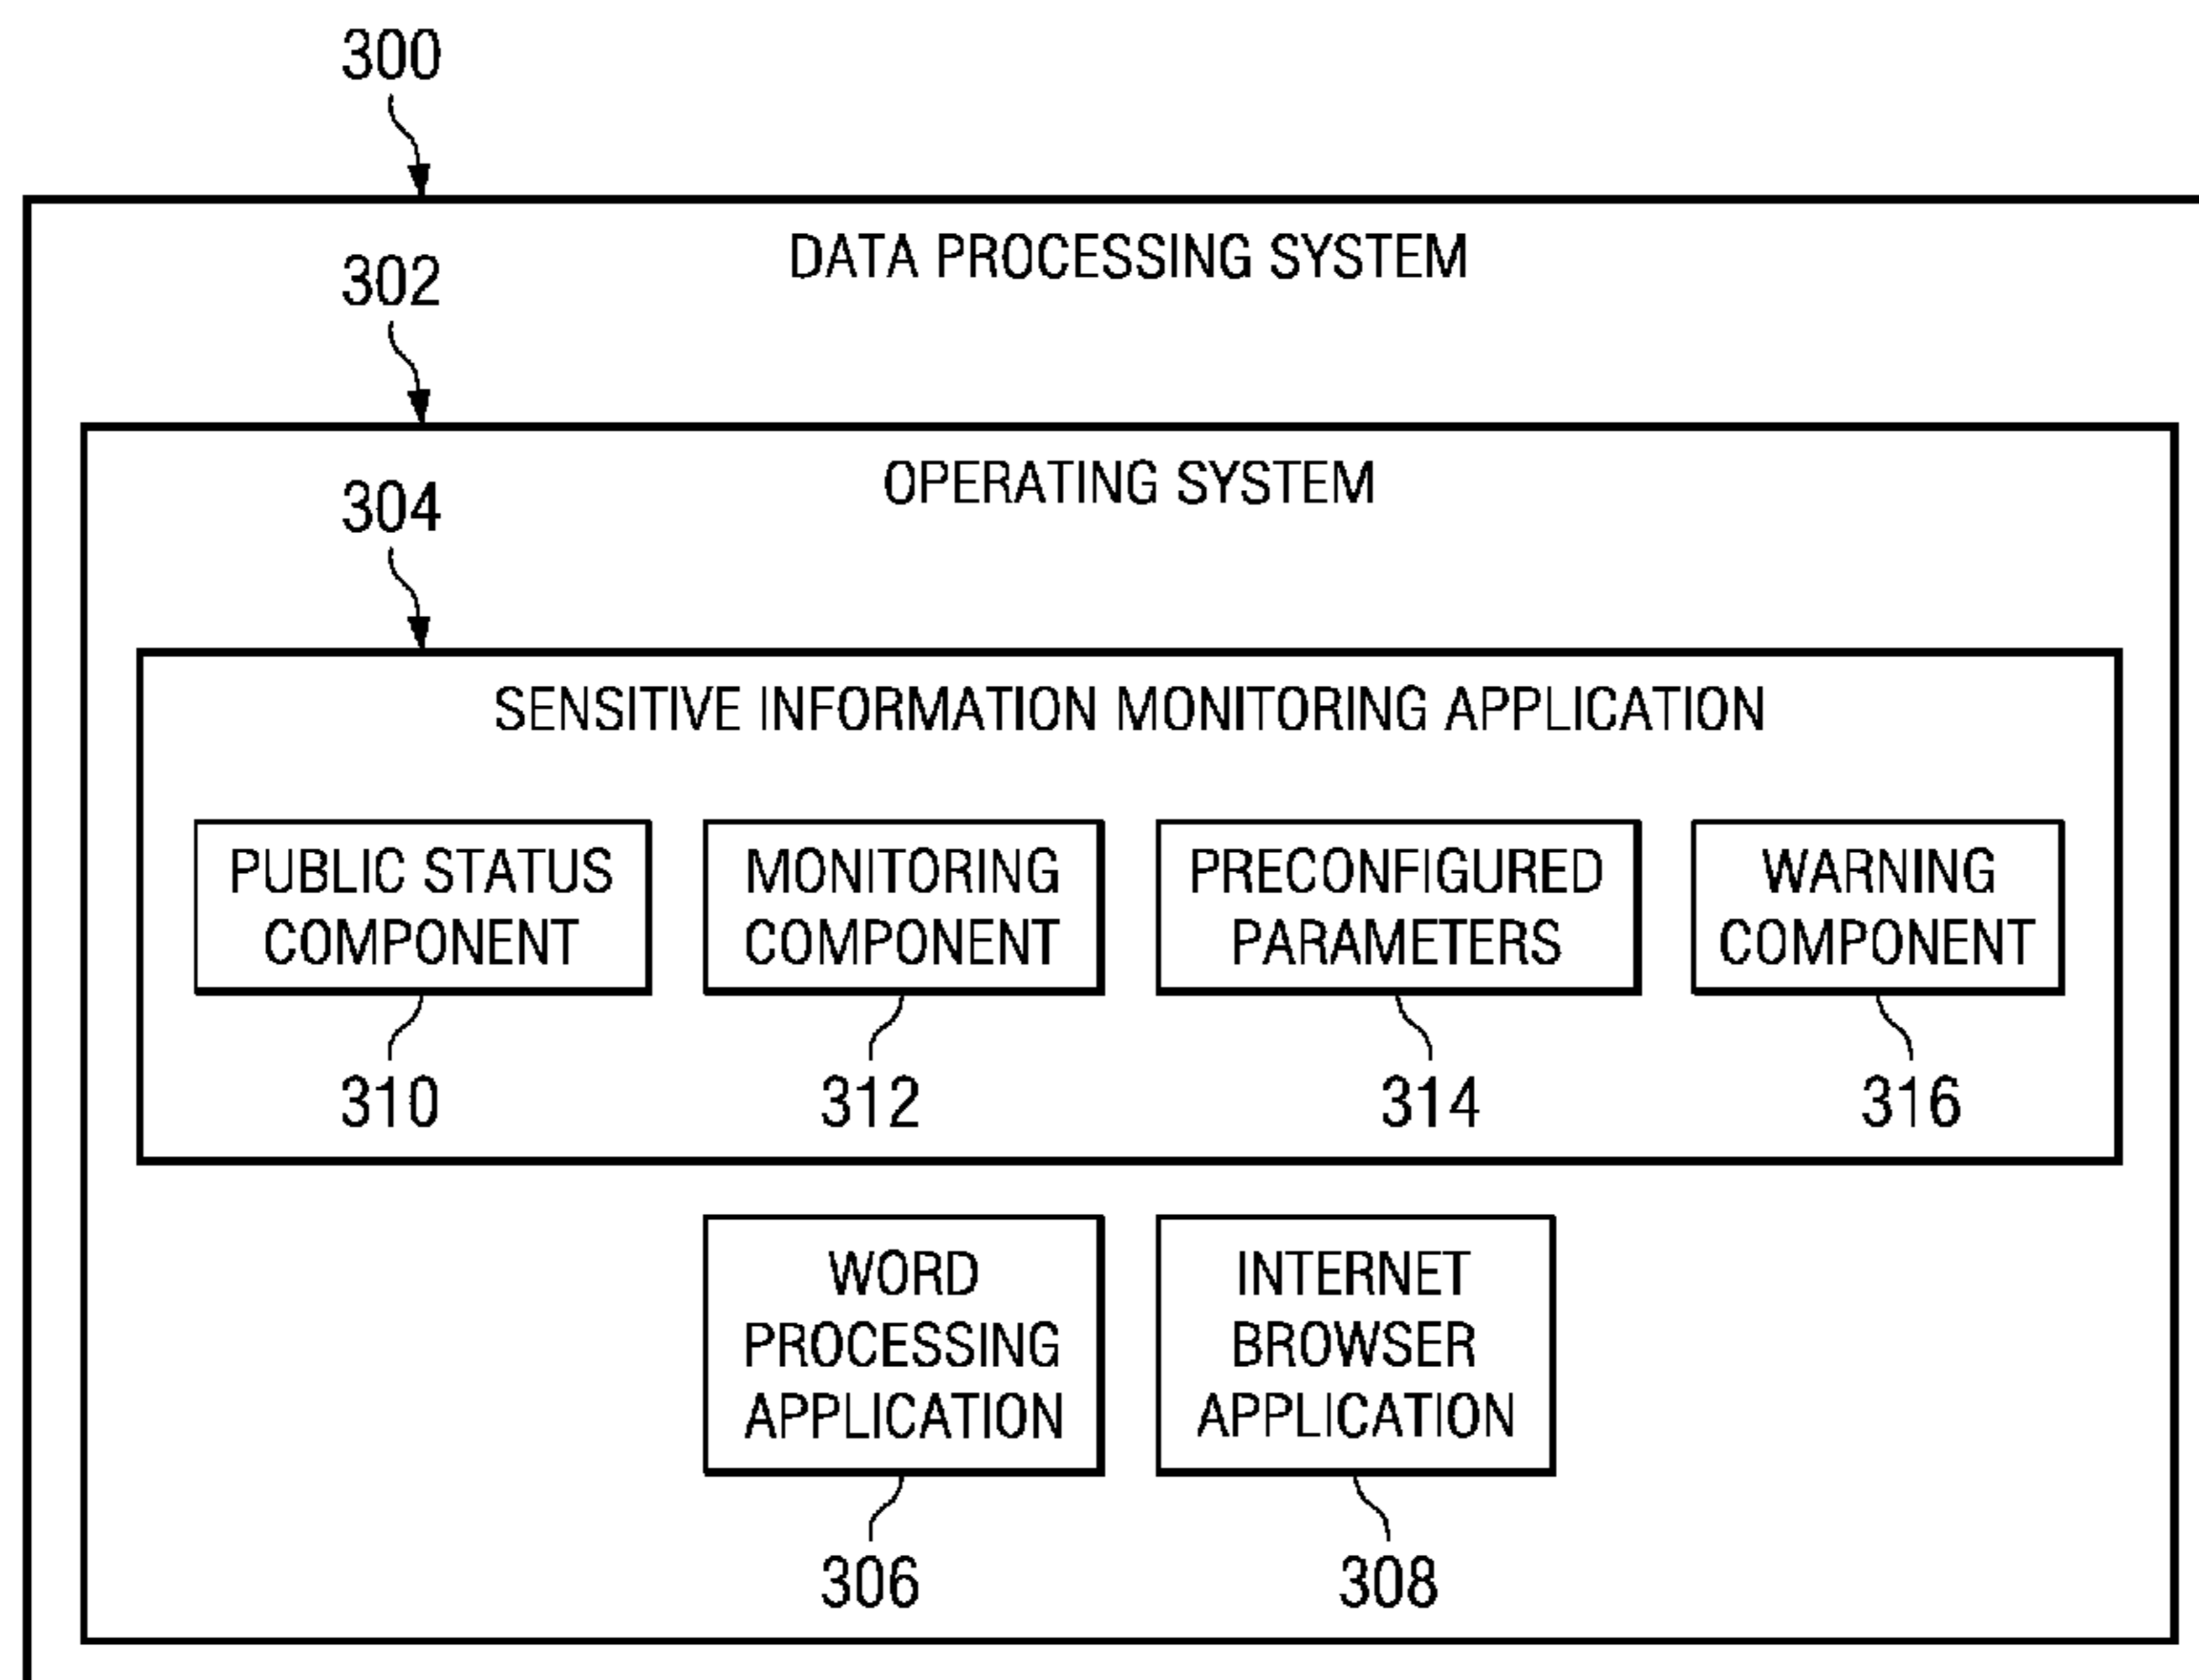 300
DATA PROCESSING SYSTEM
302
OPERATING SYSTEM
304
SENSITIVE INFORMATION MONITORING APPLICATION
PUBLIC STATUS
COMPONENT
MONITORING
COMPONENT
PRECONFIGURED
PARAMETERS
WARNING
COMPONENT
310
312
314
316
WORD
PROCESSING
APPLICATION
INTERNET
BROWSER
APPLICATION
306
308